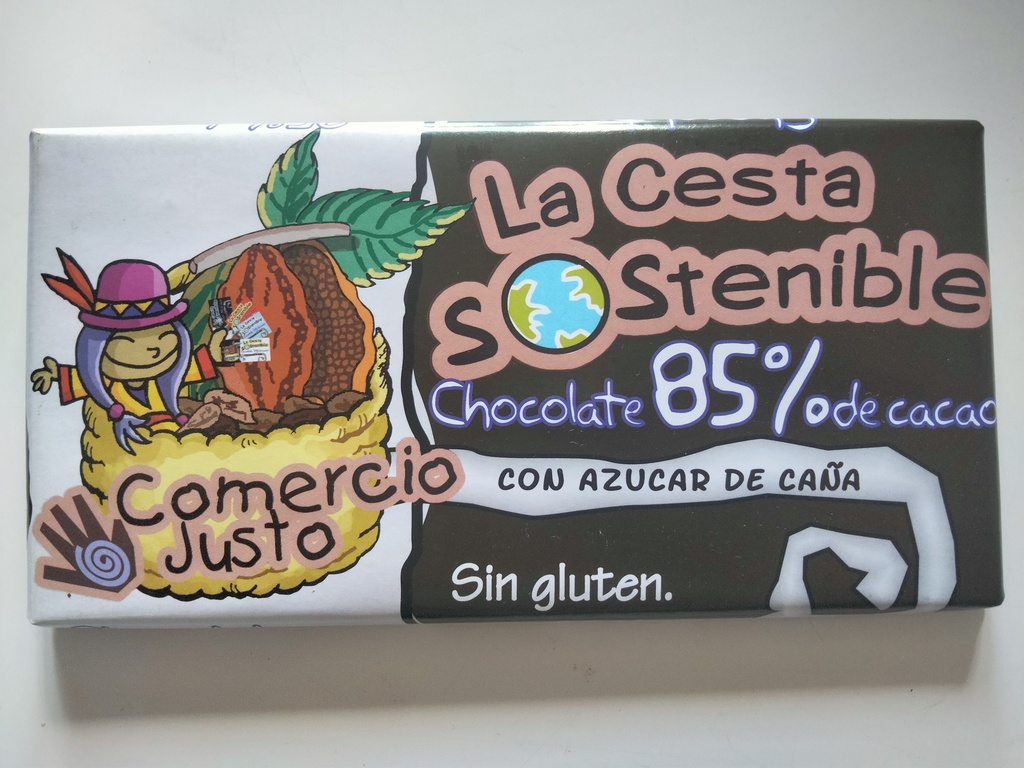 La Cesta
SOStenible
Chocolate 85% de cacao
CON AZUCAR DE CAÑA
Sin gluten.
Comercio
Justo